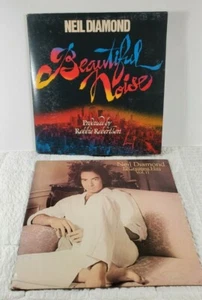 NEIL DIAMOND
Beautiful
Noise
Produced by
Robbie Robertson
Neil Diamond